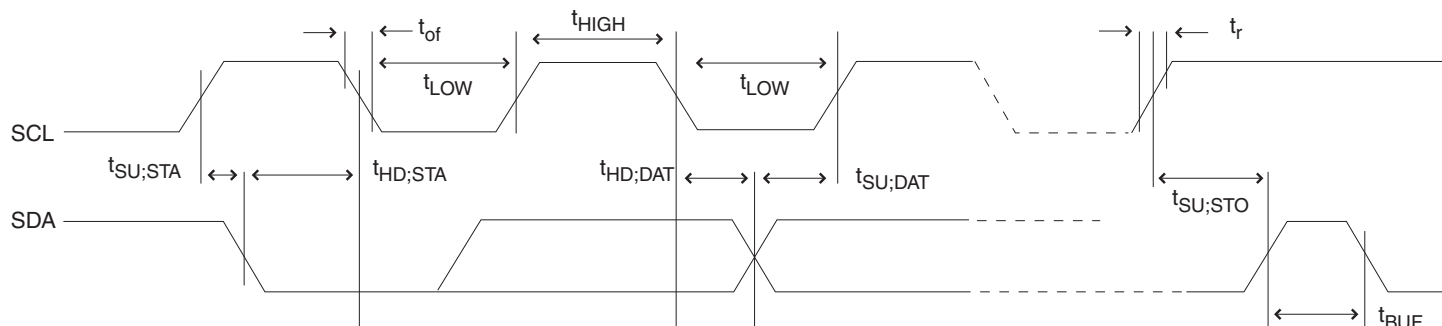 t_of
t_HIGH
t_r
t_LOW
t_LOW
SCL
t_SU;STA
t_HD;STA
t_HD;DAT
t_SU;DAT
t_SU;STO
SDA
t_BUF